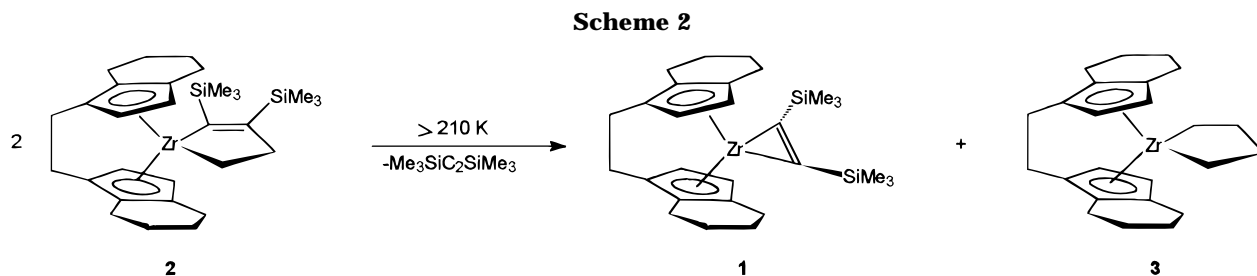 Scheme 2
2
SiMe3
SiMe3
Zr
2
> 210 K
-Me3SiC2SiMe3
SiMe3
Zr
SiMe3
1
+
Zr
3